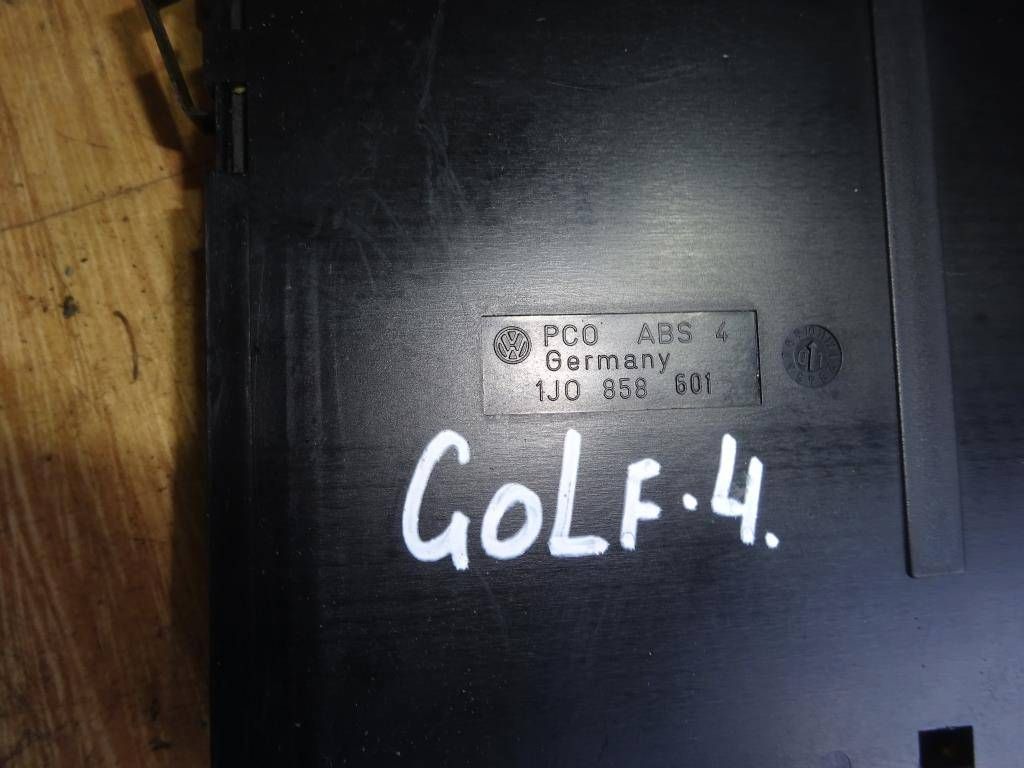 PCO ABS 4
Germany
1J0 858 601
GOLF.4.